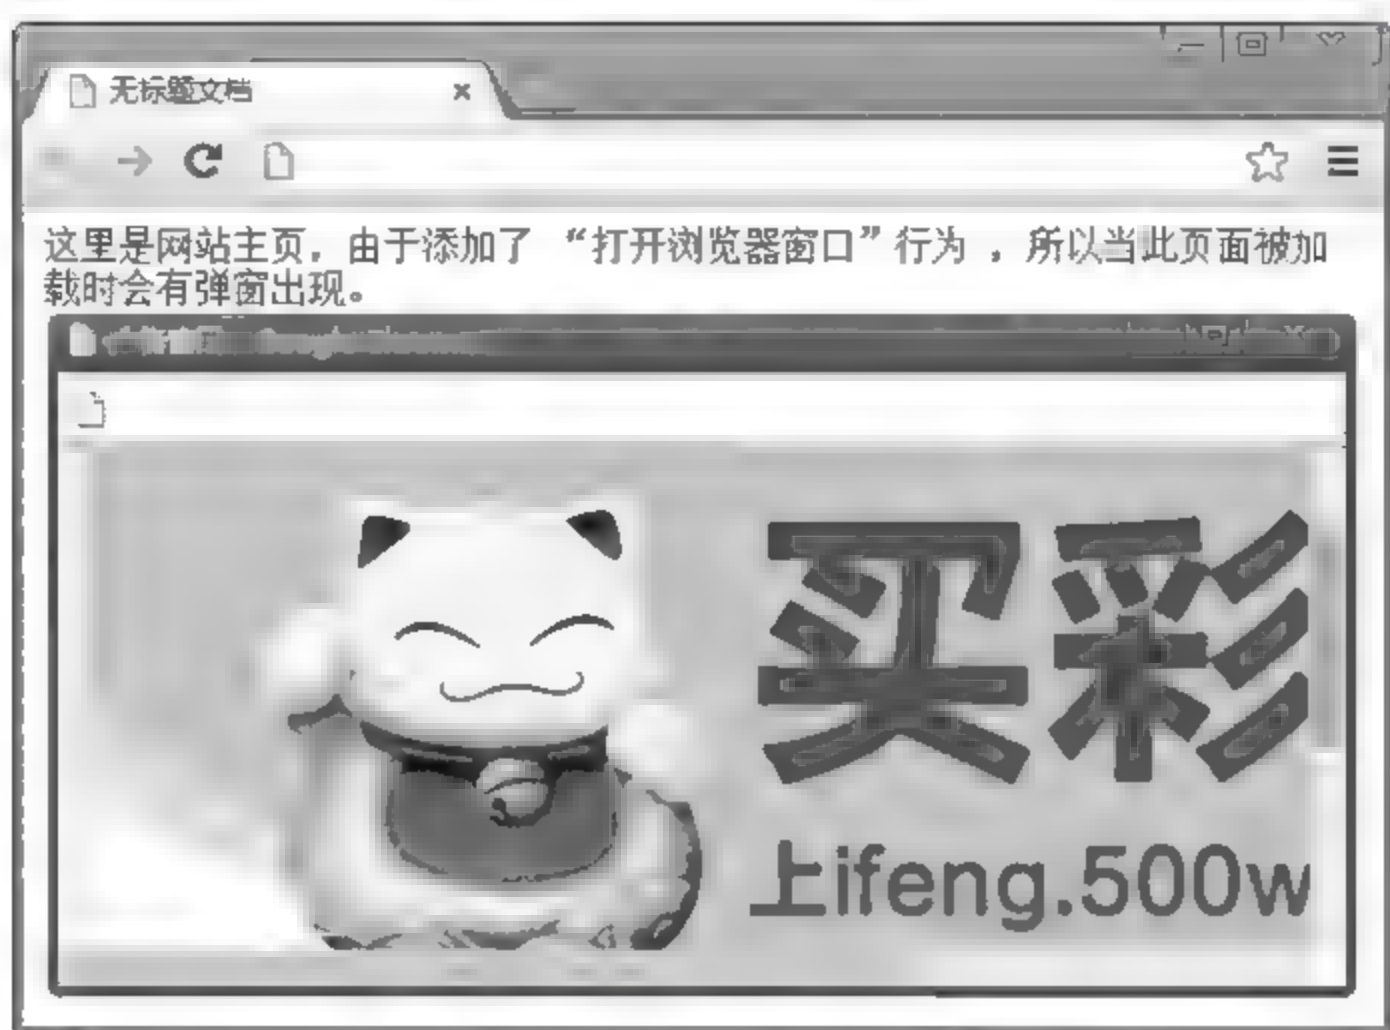 无标题文档
这里是网站主页，由于添加了 “打开浏览器窗口”行为 ，所以当此页面被加
载时会有弹窗出现。
买彩
上ifeng.500w